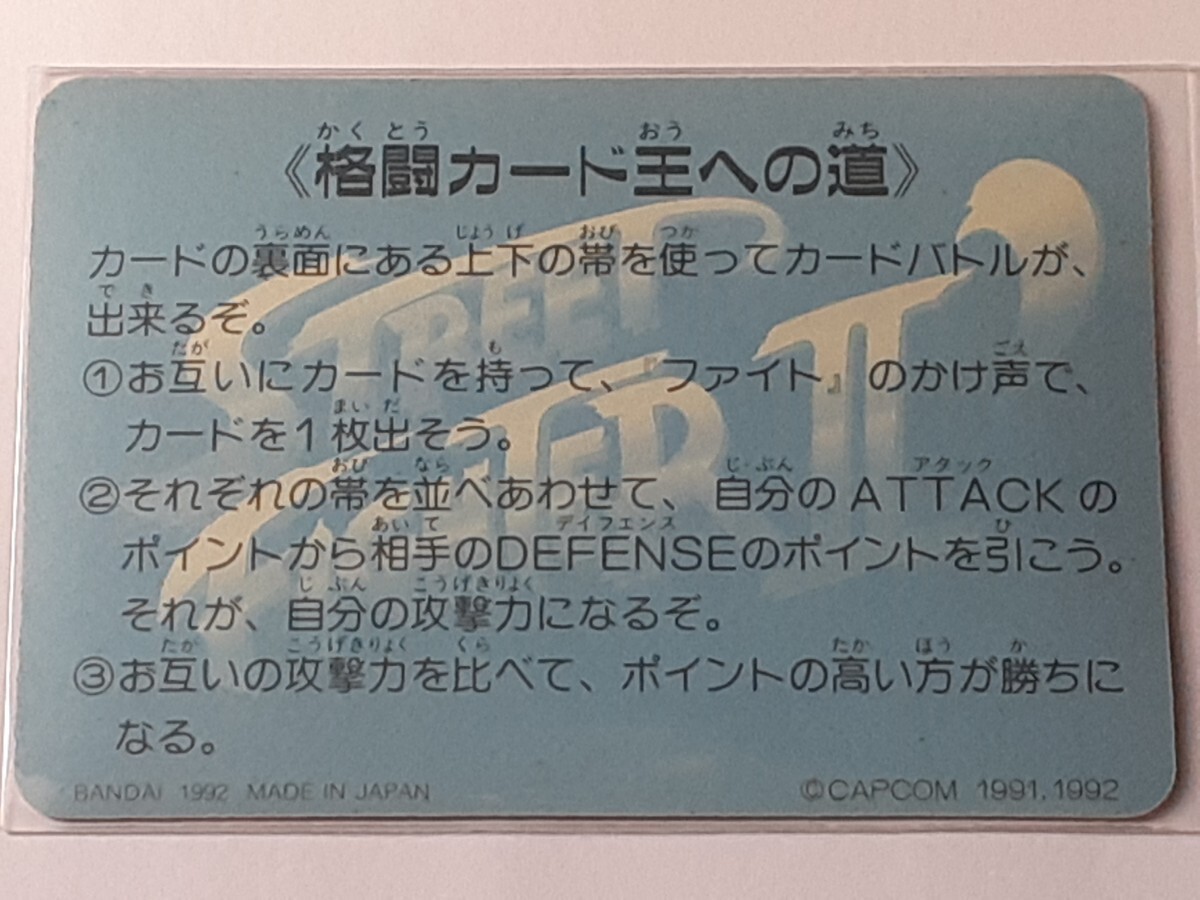 《格闘カード王への道》
カードの裏面にある上下の帯を使ってカードバトルが、
出来るぞ。
①お互いにカードを持って、『ファイト』のかけ声で、
カードを1枚出そう。
②それぞれの帯を並べあわせて、自分のATTACKの
ポイントから相手のDEFENSEのポイントを引こう。
それが、自分の攻撃力になるぞ。
③お互いの攻撃力を比べて、ポイントの高い方が勝ちに
なる。
BANDAI 1992 MADE IN JAPAN
©CAPCOM 1991, 1992
STREET
FIGHTER II